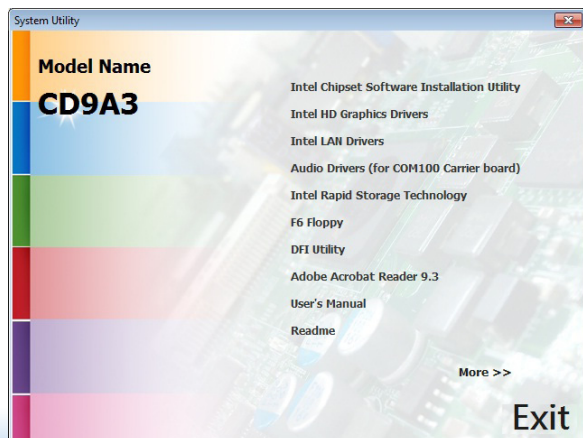 System Utility
Model Name
CD9A3
Intel Chipset Software Installation Utility
Intel HD Graphics Drivers
Intel LAN Drivers
Audio Drivers (for COM100 Carrier board)
Intel Rapid Storage Technology
F6 Floppy
DFI Utility
Adobe Acrobat Reader 9.3
User's Manual
Readme
More >>
Exit